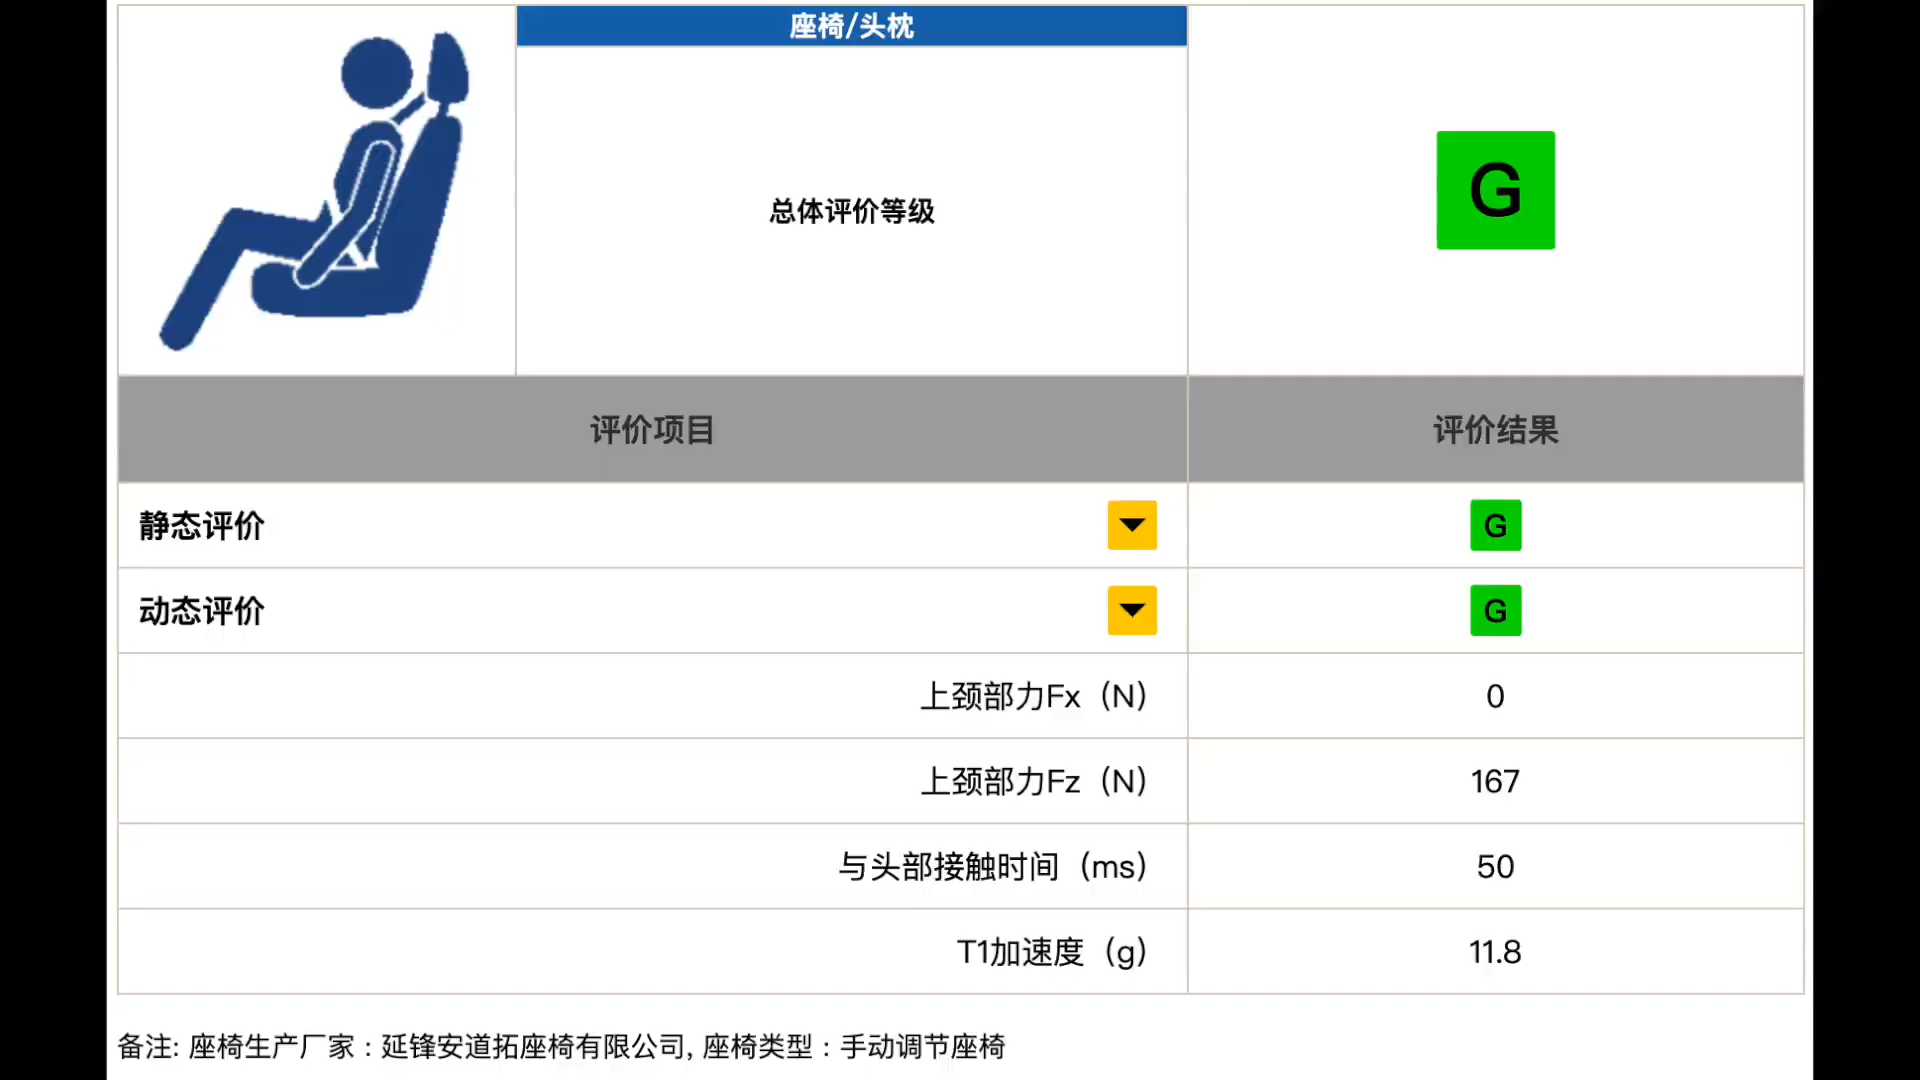 座椅/头枕
总体评价等级
G
评价项目
评价结果
静态评价
G
动态评价
G
上颈部力Fx（N）
0
上颈部力Fz（N）
167
与头部接触时间（ms）
50
T1加速度（g）
11.8
备注: 座椅生产厂家：延锋安道拓座椅有限公司, 座椅类型：手动调节座椅